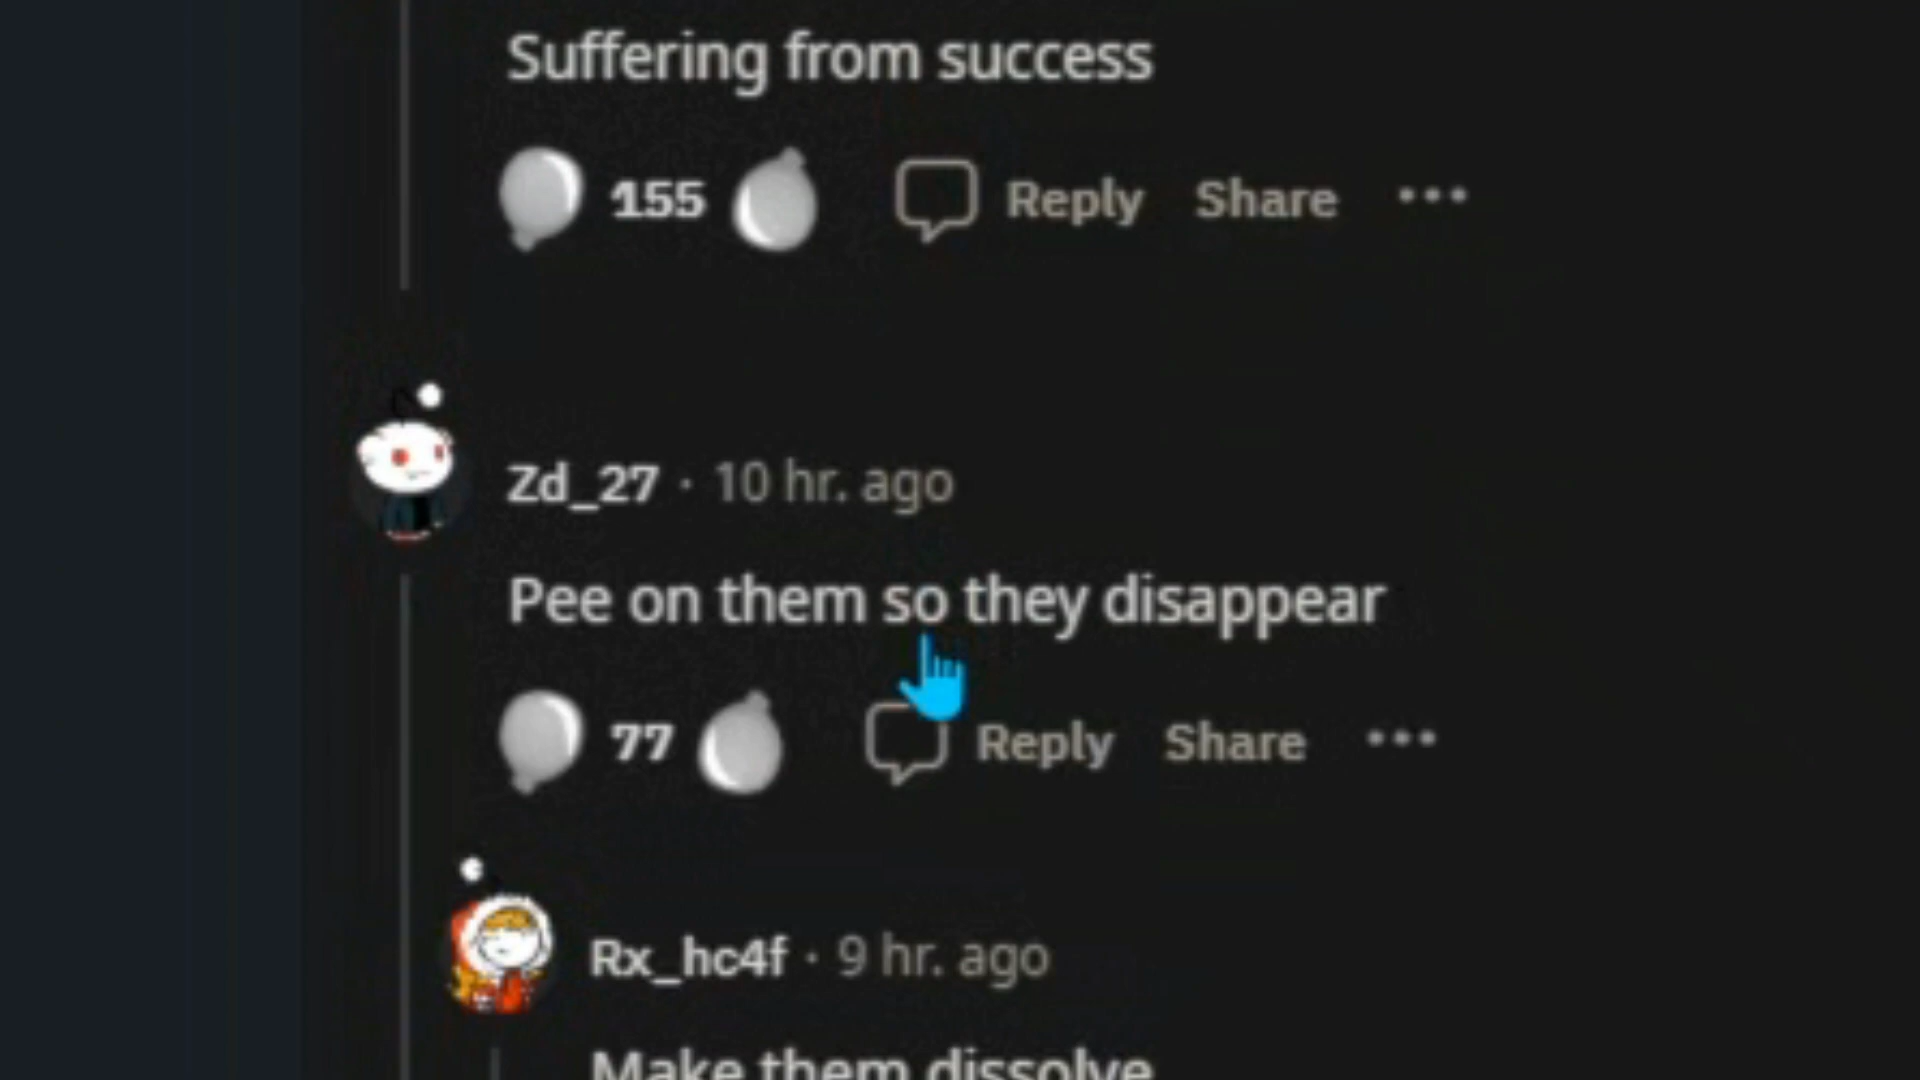 Suffering from success
155 Reply Share
Zd_27 · 10 hr. ago
Pee on them so they disappear
77 Reply Share
Rx_hc4f · 9 hr. ago
Make them dissolve